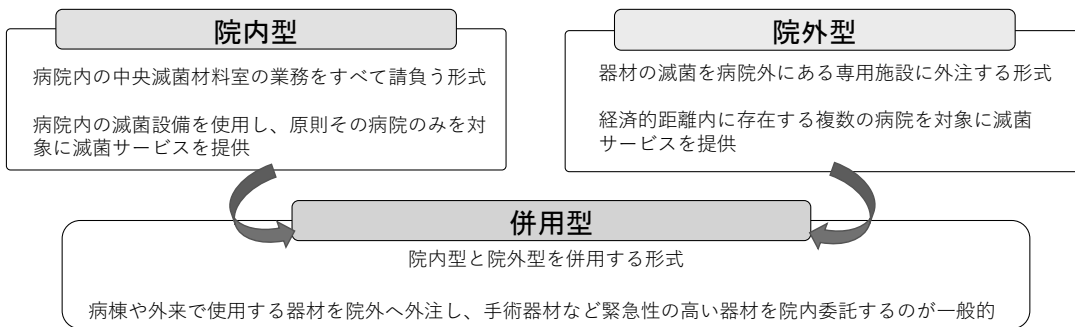 院内型
病院内の中央滅菌材料室の業務をすべて請負う形式
病院内の滅菌設備を使用し、原則その病院のみを対
象に滅菌サービスを提供
院外型
器材の滅菌を病院外にある専用施設に外注する形式
経済的距離内に存在する複数の病院を対象に滅菌
サービスを提供
併用型
院内型と院外型を併用する形式
病棟や外来で使用する器材を院外へ外注し、手術器材など緊急性の高い器材を院内委託するのが一般的